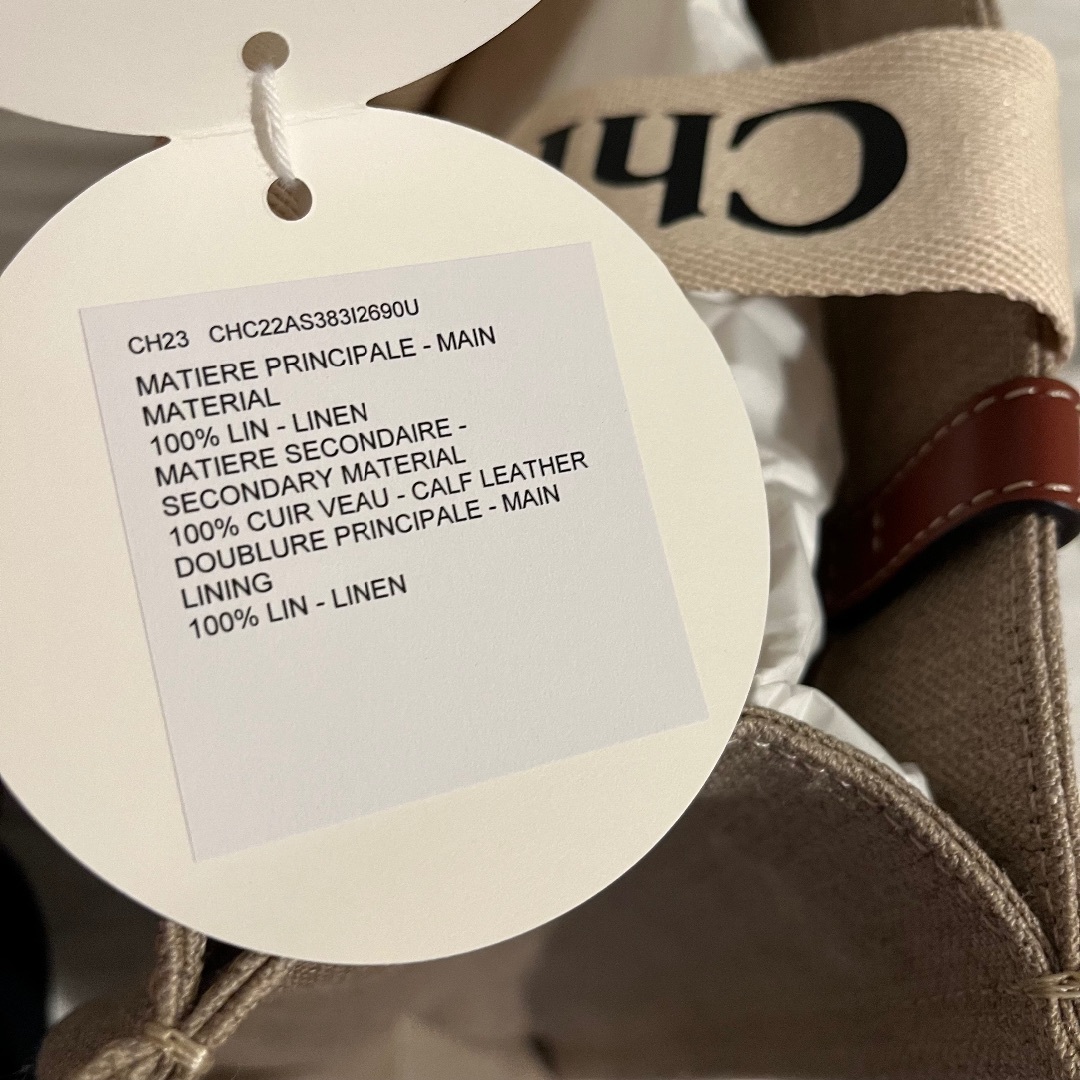 CH23 CHC22AS383I2690U
MATIERE PRINCIPALE - MAIN
MATERIAL
100% LIN - LINEN
MATIERE SECONDAIRE -
SECONDARY MATERIAL
100% CUIR VEAU - CALF LEATHER
DOUBLURE PRINCIPALE - MAIN
LINING
100% LIN - LINEN